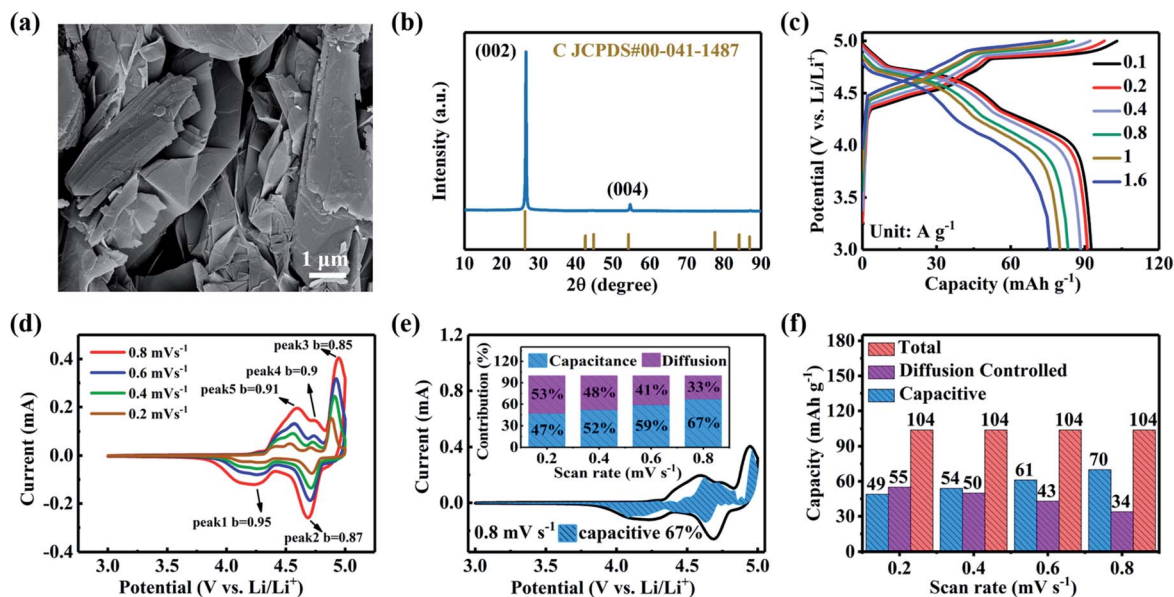 (a)
1 μm
(b)
(002)
C JCPDS#00-041-1487
(004)
Intensity (a.u.)
10 20 30 40 50 60 70 80 90
2θ (degree)
(c)
5.0
4.5
4.0
3.5
3.0
Potential (V vs. Li/Li⁺)
0.1
0.2
0.4
0.8
1
1.6
Unit: A g⁻¹
0 30 60 90 120
Capacity (mAh g⁻¹)
(d)
0.4
0.2
0.0
-0.2
-0.4
Current (mA)
0.8 mVs⁻¹
0.6 mVs⁻¹
0.4 mVs⁻¹
0.2 mVs⁻¹
peak3 b=0.85
peak4 b=0.9
peak5 b=0.91
peak1 b=0.95
peak2 b=0.87
3.0 3.5 4.0 4.5 5.0
Potential (V vs. Li/Li⁺)
(e)
1.2
0.8
0.4
0.0
Current (mA)
Contribution (%)
120
90
60
30
0
Capacitance Diffusion
53% 48% 41% 33%
47% 52% 59% 67%
0.2 0.4 0.6 0.8
Scan rate (mV s⁻¹)
0.8 mV s⁻¹ capacitive 67%
3.0 3.5 4.0 4.5 5.0
Potential (V vs. Li/Li⁺)
(f)
180
150
120
90
60
30
0
Capacity (mAh g⁻¹)
Total
Diffusion Controlled
Capacitive
104 104 104 104
49 55 54 50 61 43 70 34
0.2 0.4 0.6 0.8
Scan rate (mV s⁻¹)